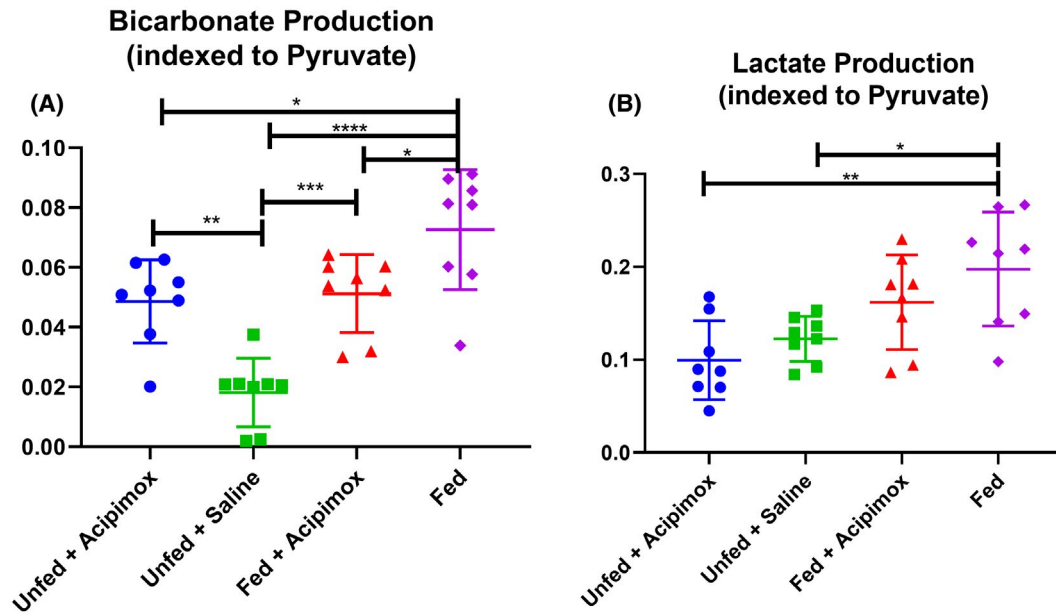 Bicarbonate Production
(indexed to Pyruvate)
(A)
*
****
*
***
**
0.10
0.08
0.06
0.04
0.02
0.00
Unfed + Acipimox
Unfed + Saline
Fed + Acipimox
Fed
Lactate Production
(indexed to Pyruvate)
(B)
*
**
0.3
0.2
0.1
0.0
Unfed + Acipimox
Unfed + Saline
Fed + Acipimox
Fed